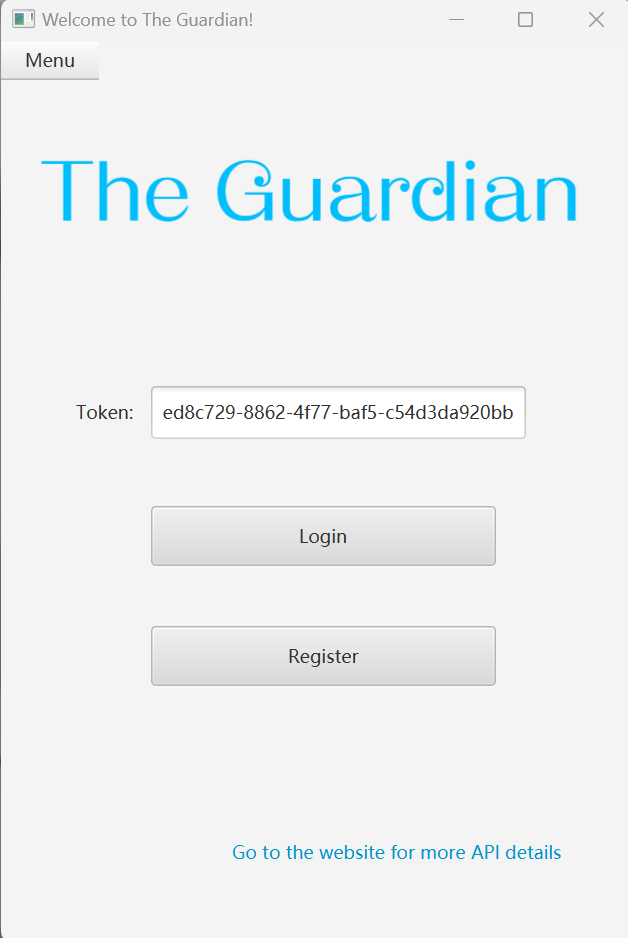 Welcome to The Guardian!
Menu
The Guardian
Token: ed8c729-8862-4f77-baf5-c54d3da920bb
Login
Register
Go to the website for more API details